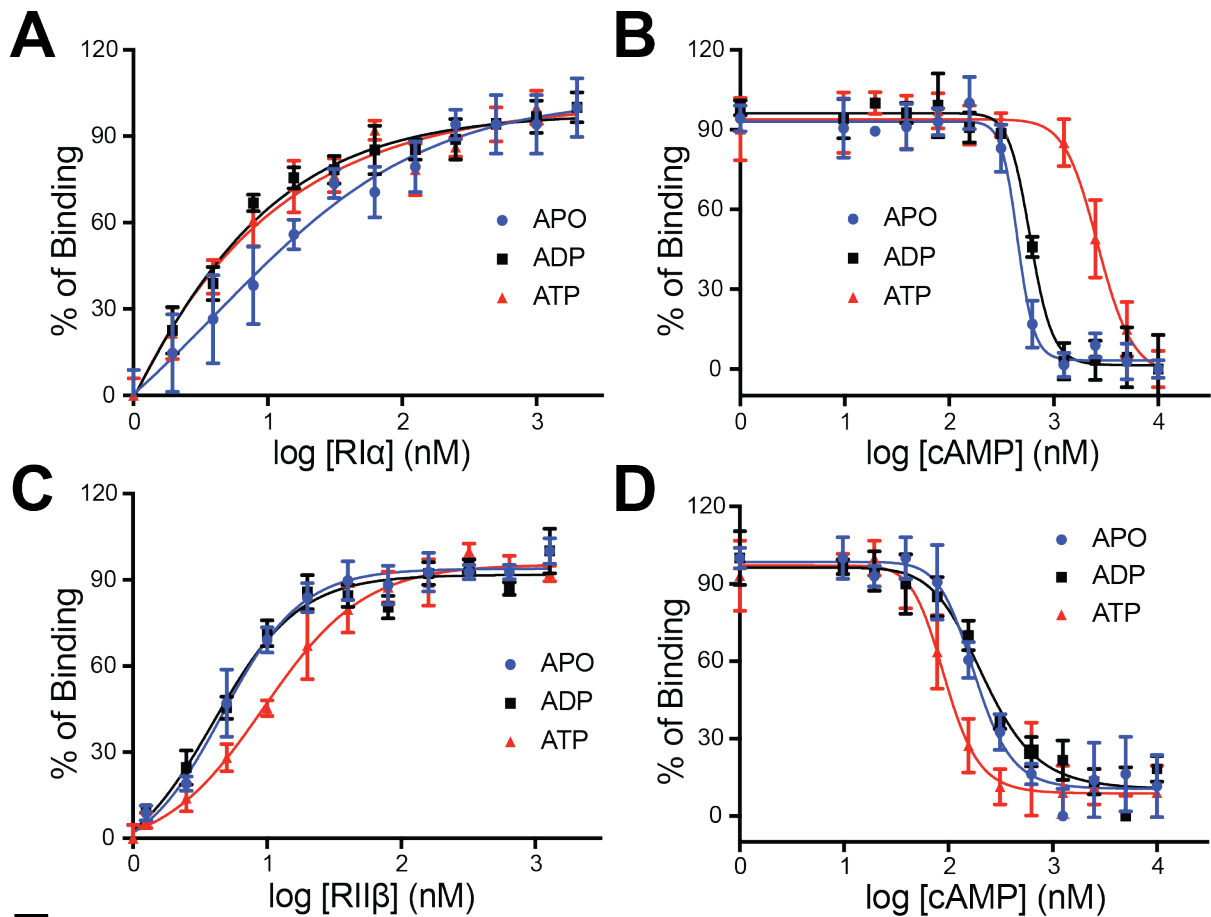 A
120
90
60
30
0
% of Binding
APO
ADP
ATP
0 1 2 3
log [RIα] (nM)
B
120
90
60
30
0
% of Binding
APO
ADP
ATP
0 1 2 3 4
log [cAMP] (nM)
C
120
90
60
30
0
% of Binding
APO
ADP
ATP
0 1 2 3
log [RIIβ] (nM)
D
120
90
60
30
0
% of Binding
APO
ADP
ATP
0 1 2 3 4
log [cAMP] (nM)